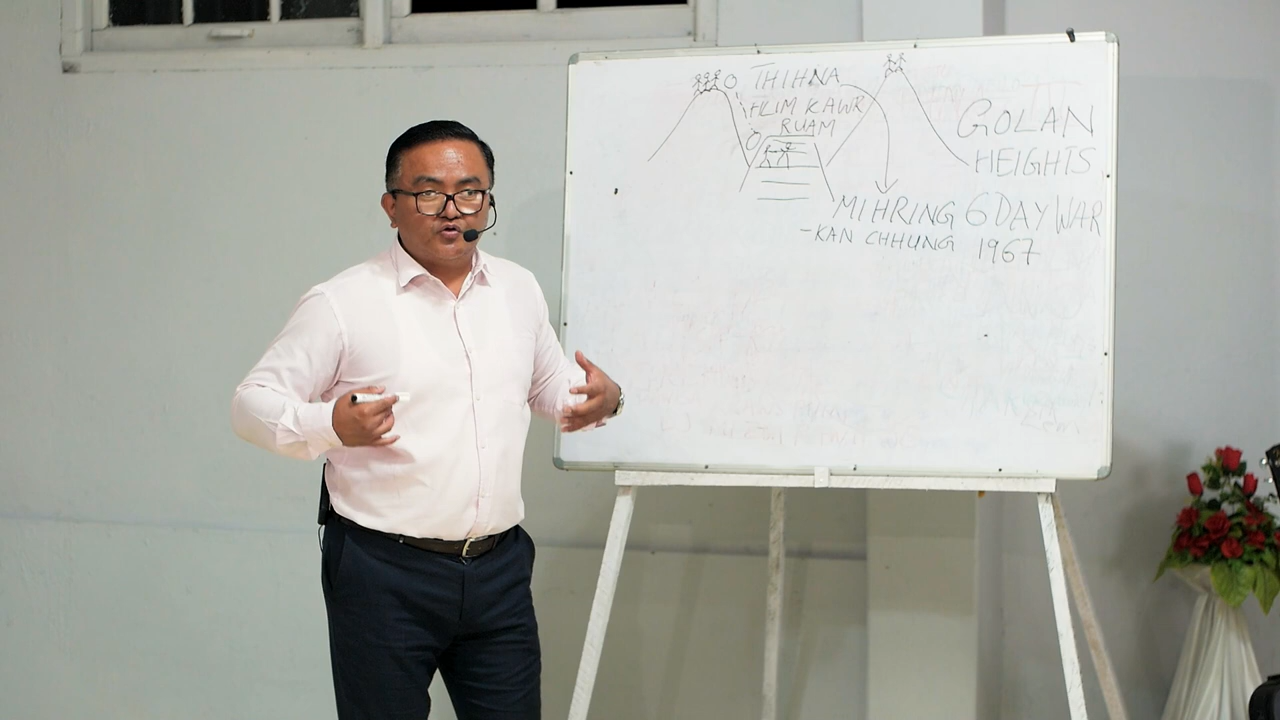 THIHNA
HLIM KAWR
RUAM
GOLAN
HEIGHTS
MIHRING 6 DAY WAR
-KAN CHHUNG 1967